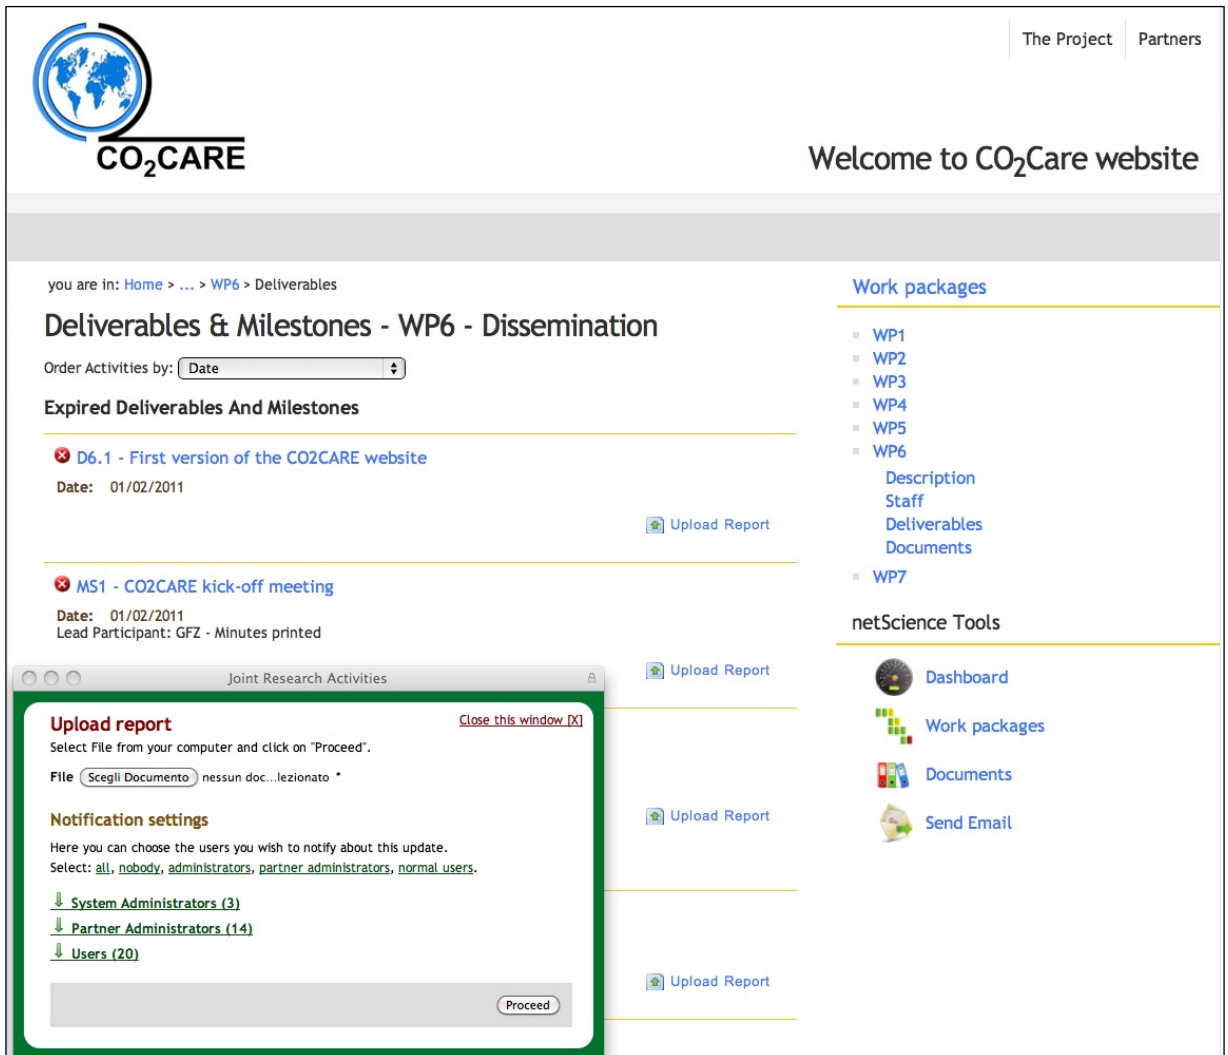 The Project
Partners
CO₂CARE
Welcome to CO₂Care website
you are in: Home > ... > WP6 > Deliverables
Deliverables & Milestones - WP6 - Dissemination
Order Activities by: Date
Expired Deliverables And Milestones
D6.1 - First version of the CO2CARE website
Date: 01/02/2011
Upload Report
MS1 - CO2CARE kick-off meeting
Date: 01/02/2011
Lead Participant: GFZ - Minutes printed
Upload Report
Upload Report
Upload Report
Joint Research Activities
Upload report
Close this window [X]
Select File from your computer and click on "Proceed".
File Scegli Documento nessun doc...lezionato *
Notification settings
Here you can choose the users you wish to notify about this update.
Select: all, nobody, administrators, partner administrators, normal users.
System Administrators (3)
Partner Administrators (14)
Users (20)
Proceed
Work packages
WP1
WP2
WP3
WP4
WP5
WP6
Description
Staff
Deliverables
Documents
WP7
netScience Tools
Dashboard
Work packages
Documents
Send Email